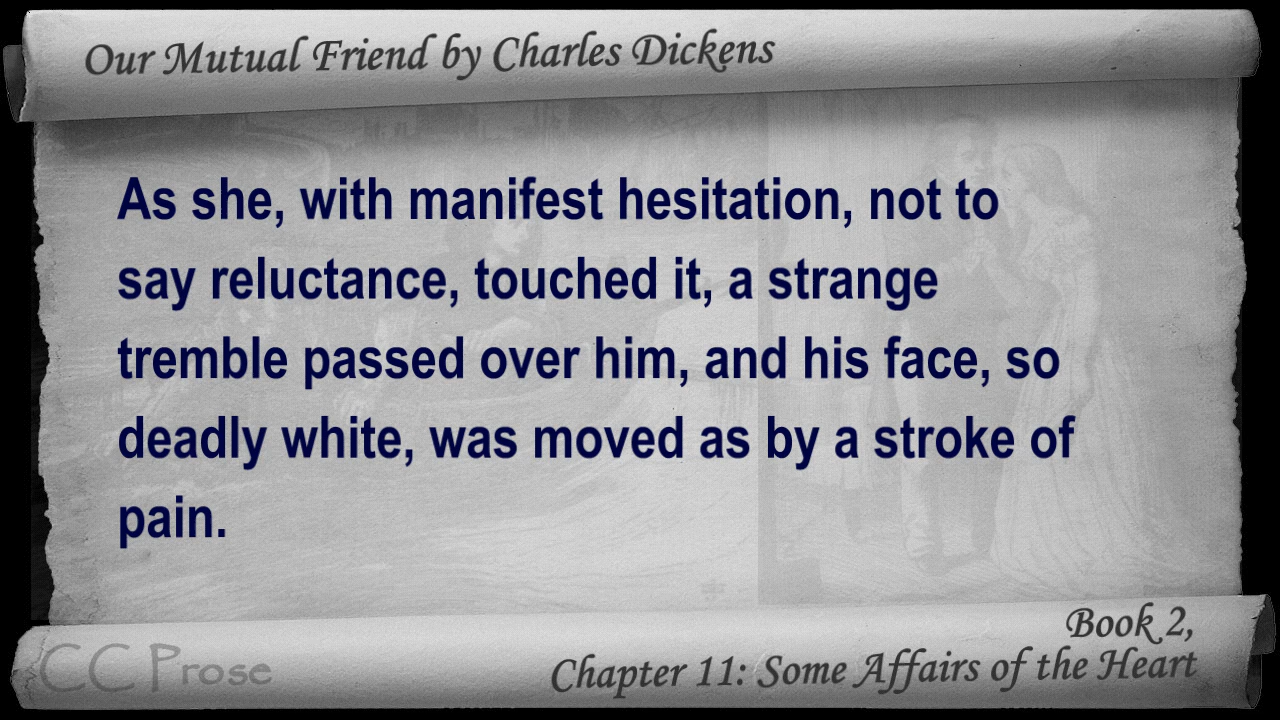 Our Mutual Friend by Charles Dickens
As she, with manifest hesitation, not to
say reluctance, touched it, a strange
tremble passed over him, and his face, so
deadly white, was moved as by a stroke of
pain.
Book 2,
Chapter 11: Some Affairs of the Heart
CC Prose